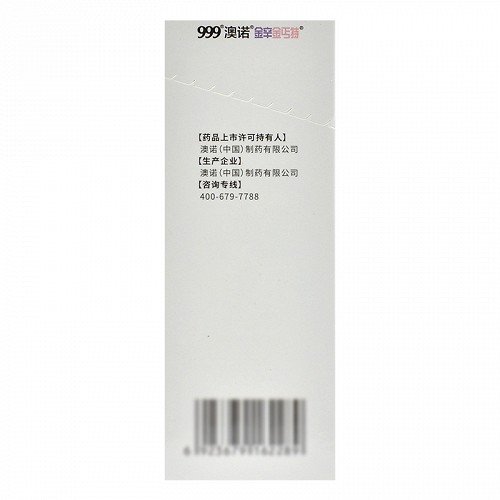 999®澳诺®金辛金丐特®
【药品上市许可持有人】
澳诺(中国)制药有限公司
【生产企业】
澳诺(中国)制药有限公司
【咨询专线】
400-679-7788